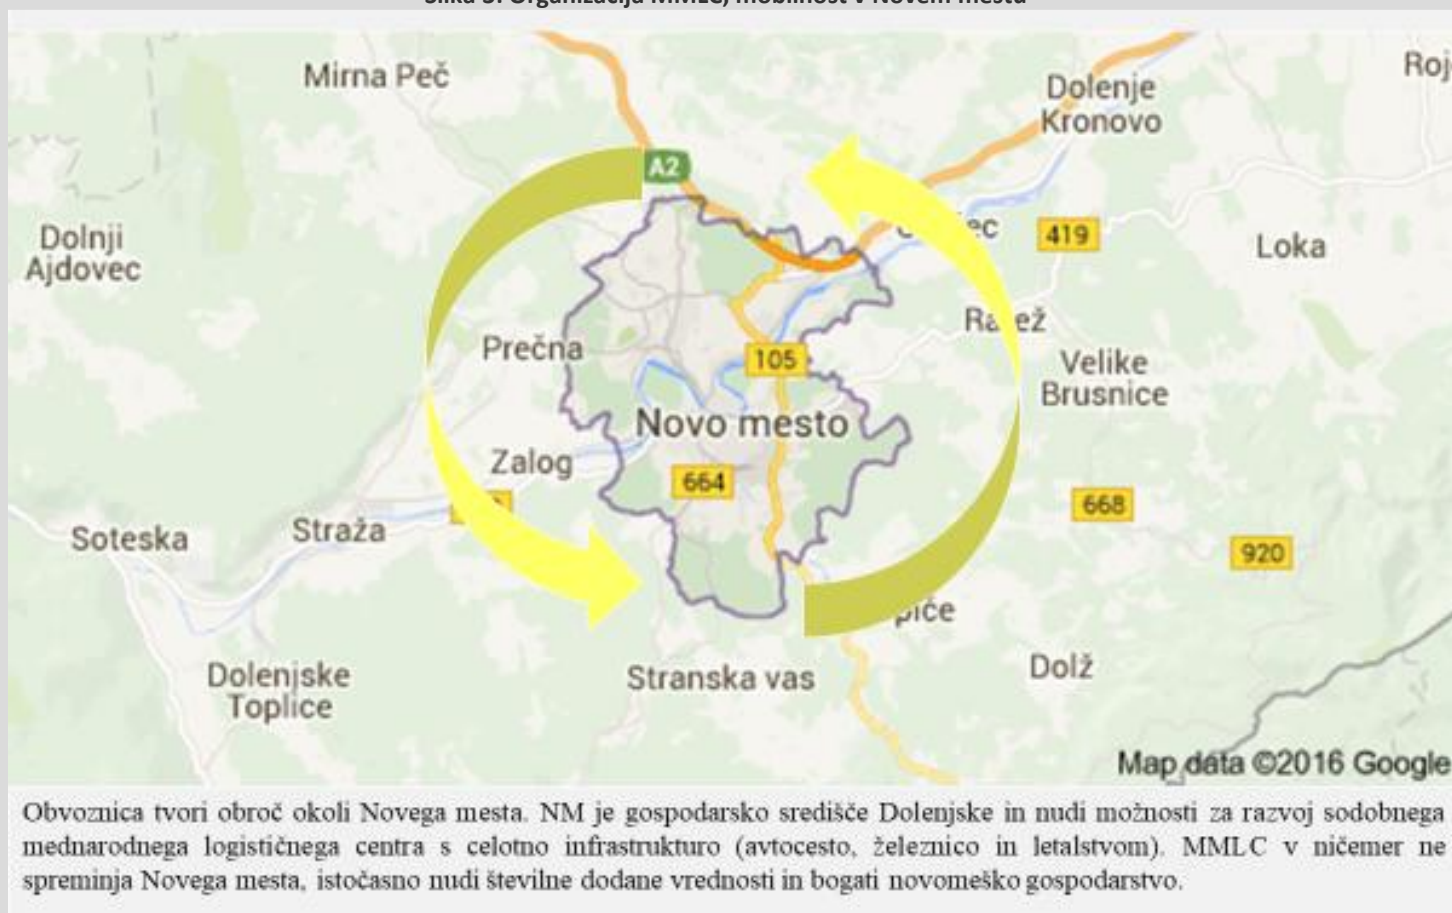 Mirna Peč
Roj
Dolenje
Kronovo
A2
Dolnji
Ajdovec
419
Loka
Prečna
105
Velike
Brusnice
Novo mesto
Zalog
664
668
Soteska
Straža
920
Dolenjske
Toplice
Stranska vas
Dolž
Map data ©2016 Google
Obvoznica tvori obroč okoli Novega mesta. NM je gospodarsko središče Dolenjske in nudi možnosti za razvoj sodobnega
mednarodnega logističnega centra s celotno infrastrukturo (avtocesto, železnico in letalstvom). MMLC v ničemer ne
spreminja Novega mesta, istočasno nudi številne dodane vrednosti in bogati novomeško gospodarstvo.